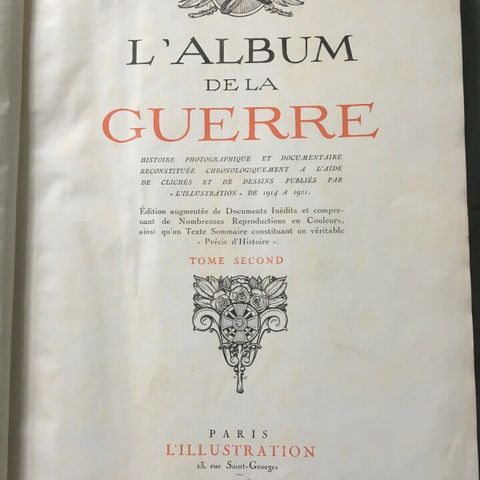 L'ALBUM
DE LA
GUERRE
HISTOIRE PHOTOGRAPHIQUE ET DOCUMENTAIRE
RECONSTITUÉE CHRONOLOGIQUEMENT A L'AIDE
DE CLICHÉS ET DE DESSINS PUBLIÉS PAR
« L'ILLUSTRATION » DE 1914 A 1921.
Édition augmentée de Documents Inédits et compre-
nant de Nombreuses Reproductions en Couleurs,
ainsi qu'un Texte Sommaire constituant un véritable
« Précis d'Histoire ».
TOME SECOND
PARIS
L'ILLUSTRATION
13, rue Saint-Georges